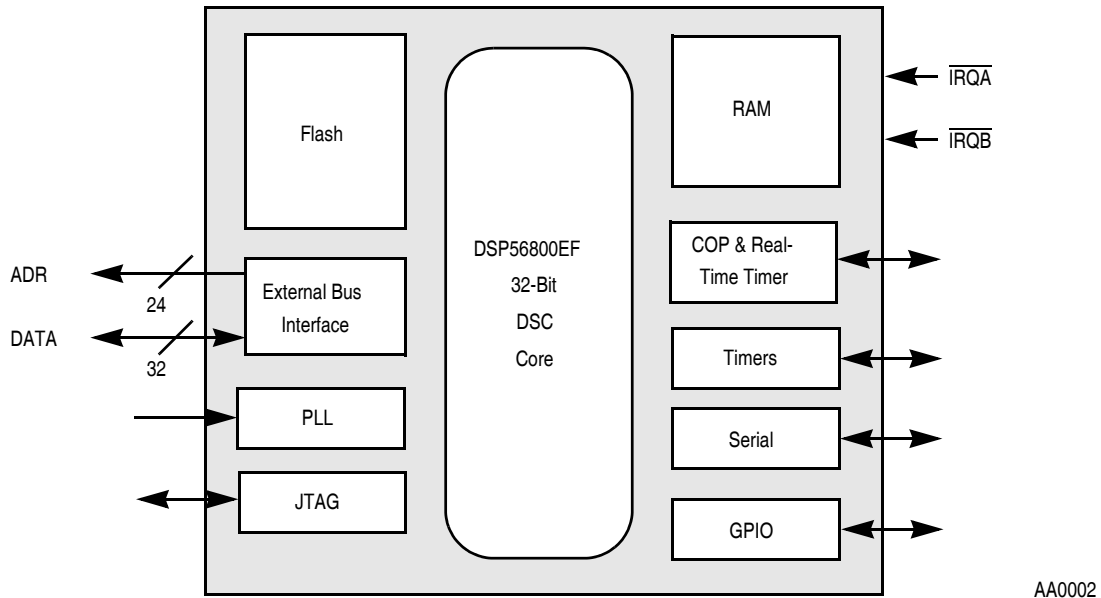 Flash
RAM
IRQA
IRQB
DSP56800EF
32-Bit
DSC
Core
COP & Real-
Time Timer
ADR
24
External Bus
Interface
DATA
32
Timers
PLL
Serial
JTAG
GPIO
AA0002